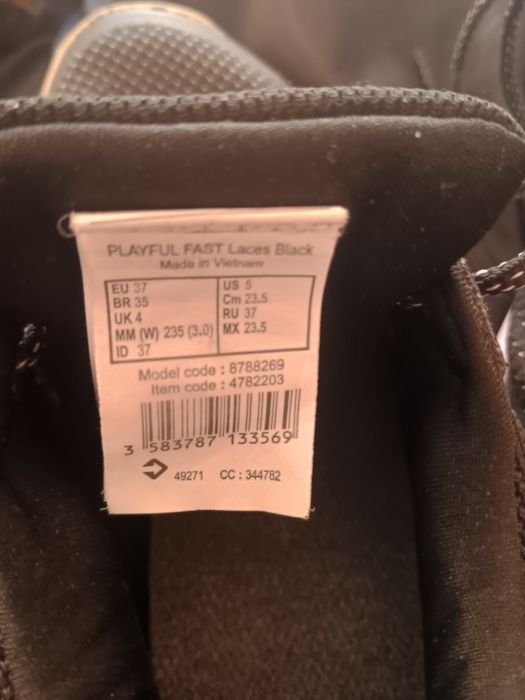 PLAYFUL FAST Laces Black
Made in Vietnam
EU 37
BR 35
UK 4
MM (W) 235 (3.0)
ID 37
US 5
Cm 23.5
RU 37
MX 23.5
Model code : 8788269
Item code : 4782203
3 583787 133569
49271 CC : 344782